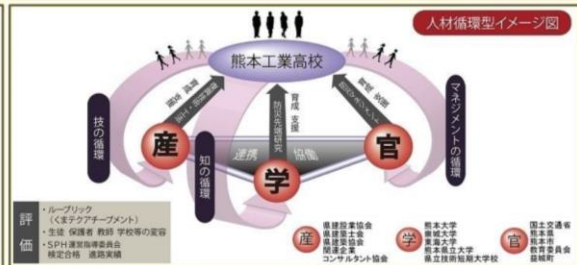 人材循環型イメージ図
熊本工業高校
技の循環
知の循環
マネジメントの循環
育成 支援
育成 支援
育成 支援
防災先端研究
産
学
官
連携
協働
評価
・ルーブリック
(くまテクアチーブメント)
・生徒 保護者 教師 学校等の変容
・SPH運営指導委員会
検定合格 進路実績
産
県建設業協会
県建築士会
県建築協会
関連企業
コンサルタント協会
学
熊本大学
崇城大学
東海大学
熊本県立大学
県立技術短期大学校
官
国土交通省
熊本県
熊本市
教育委員会
益城町